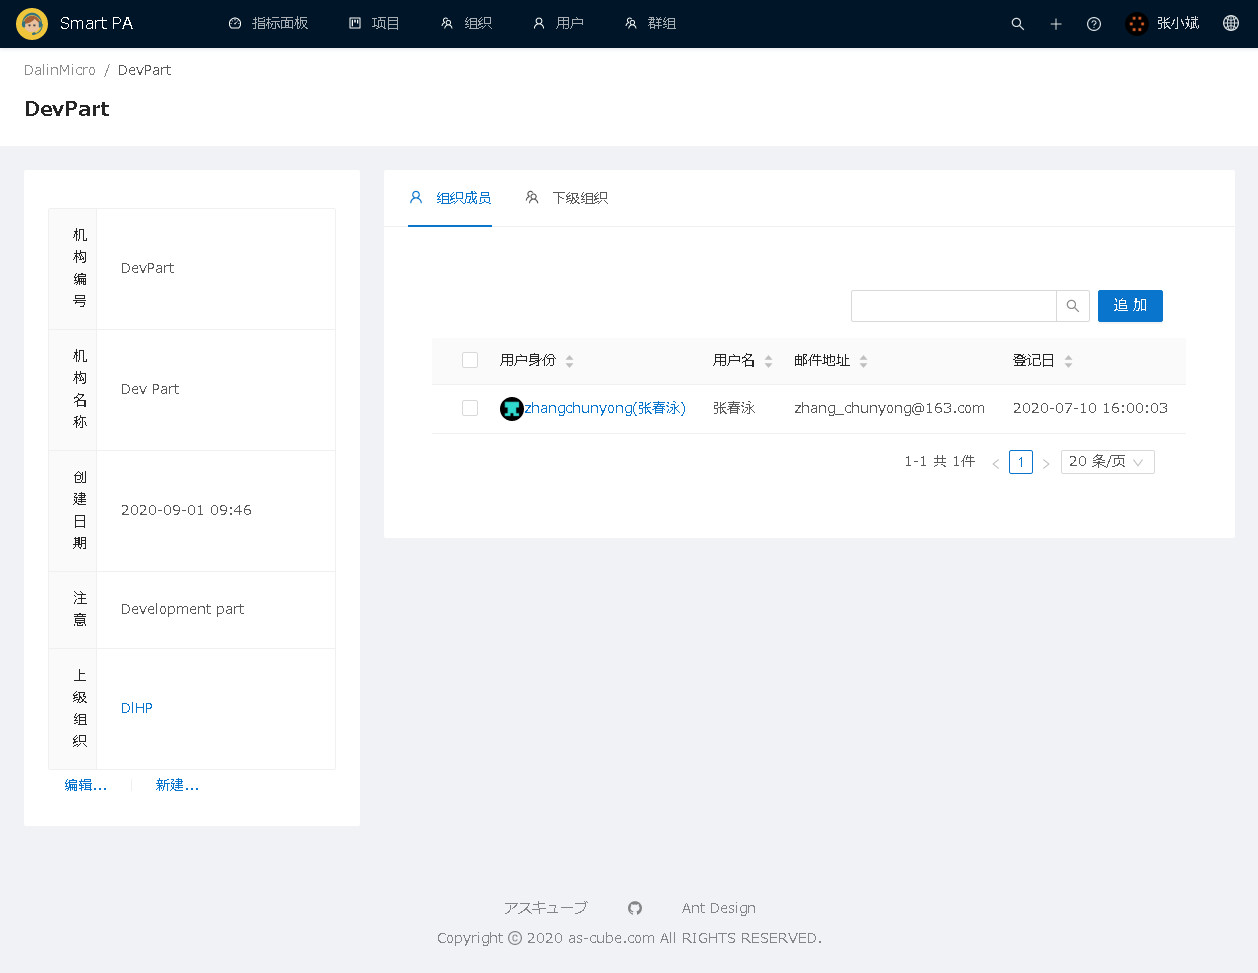 Smart PA 指标面板 项目 组织 用户 群组 张小斌
DalinMicro / DevPart
DevPart
机构编号 DevPart
机构名称 Dev Part
创建日期 2020-09-01 09:46
注意 Development part
上级组织 DlHP
编辑... 新建...
组织成员 下级组织
追 加
用户身份 用户名 邮件地址 登记日
zhangchunyong(张春泳) 张春泳 zhang_chunyong@163.com 2020-07-10 16:00:03
1-1 共 1件 < 1 > 20 条/页
アスキューブ Ant Design
Copyright © 2020 as-cube.com All RIGHTS RESERVED.